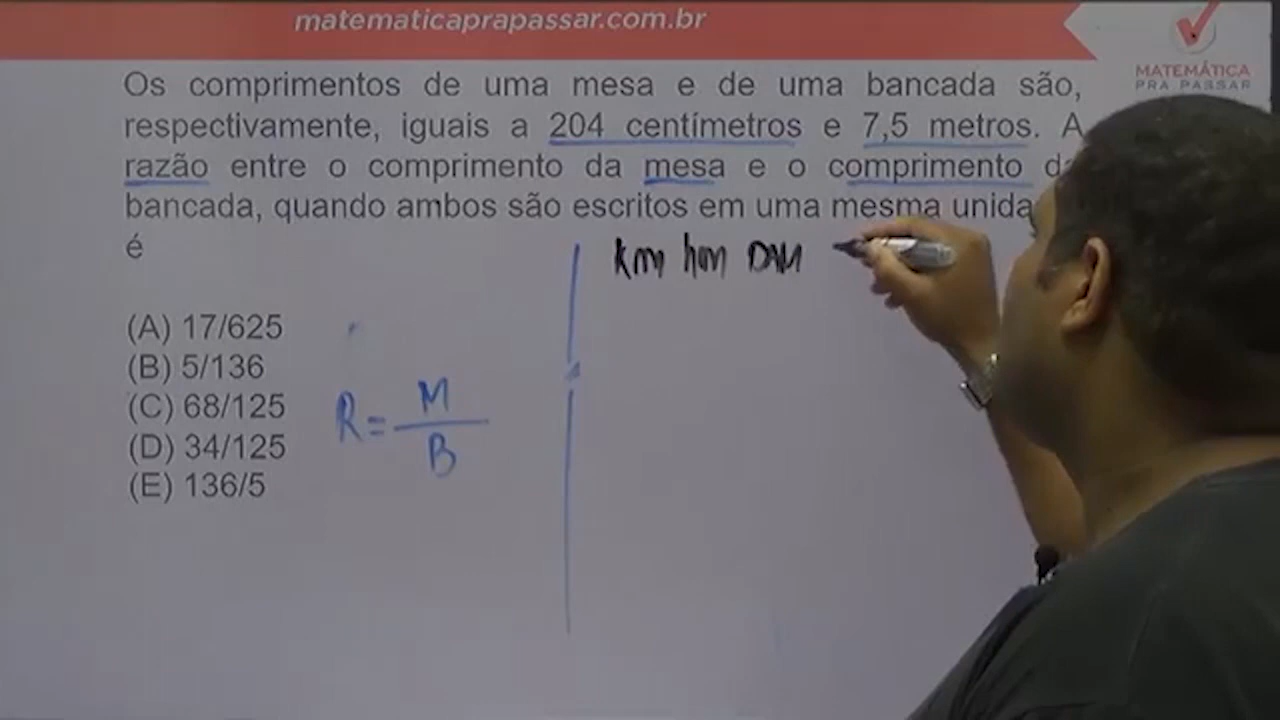 matematicaprapassar.com.br
MATEMÁTICA
PRA PASSAR
Os comprimentos de uma mesa e de uma bancada são,
respectivamente, iguais a 204 centímetros e 7,5 metros. A
razão entre o comprimento da mesa e o comprimento da
bancada, quando ambos são escritos em uma mesma unida
é
km hm DAM
(A) 17/625
(B) 5/136
(C) 68/125
(D) 34/125
(E) 136/5
R = M
B